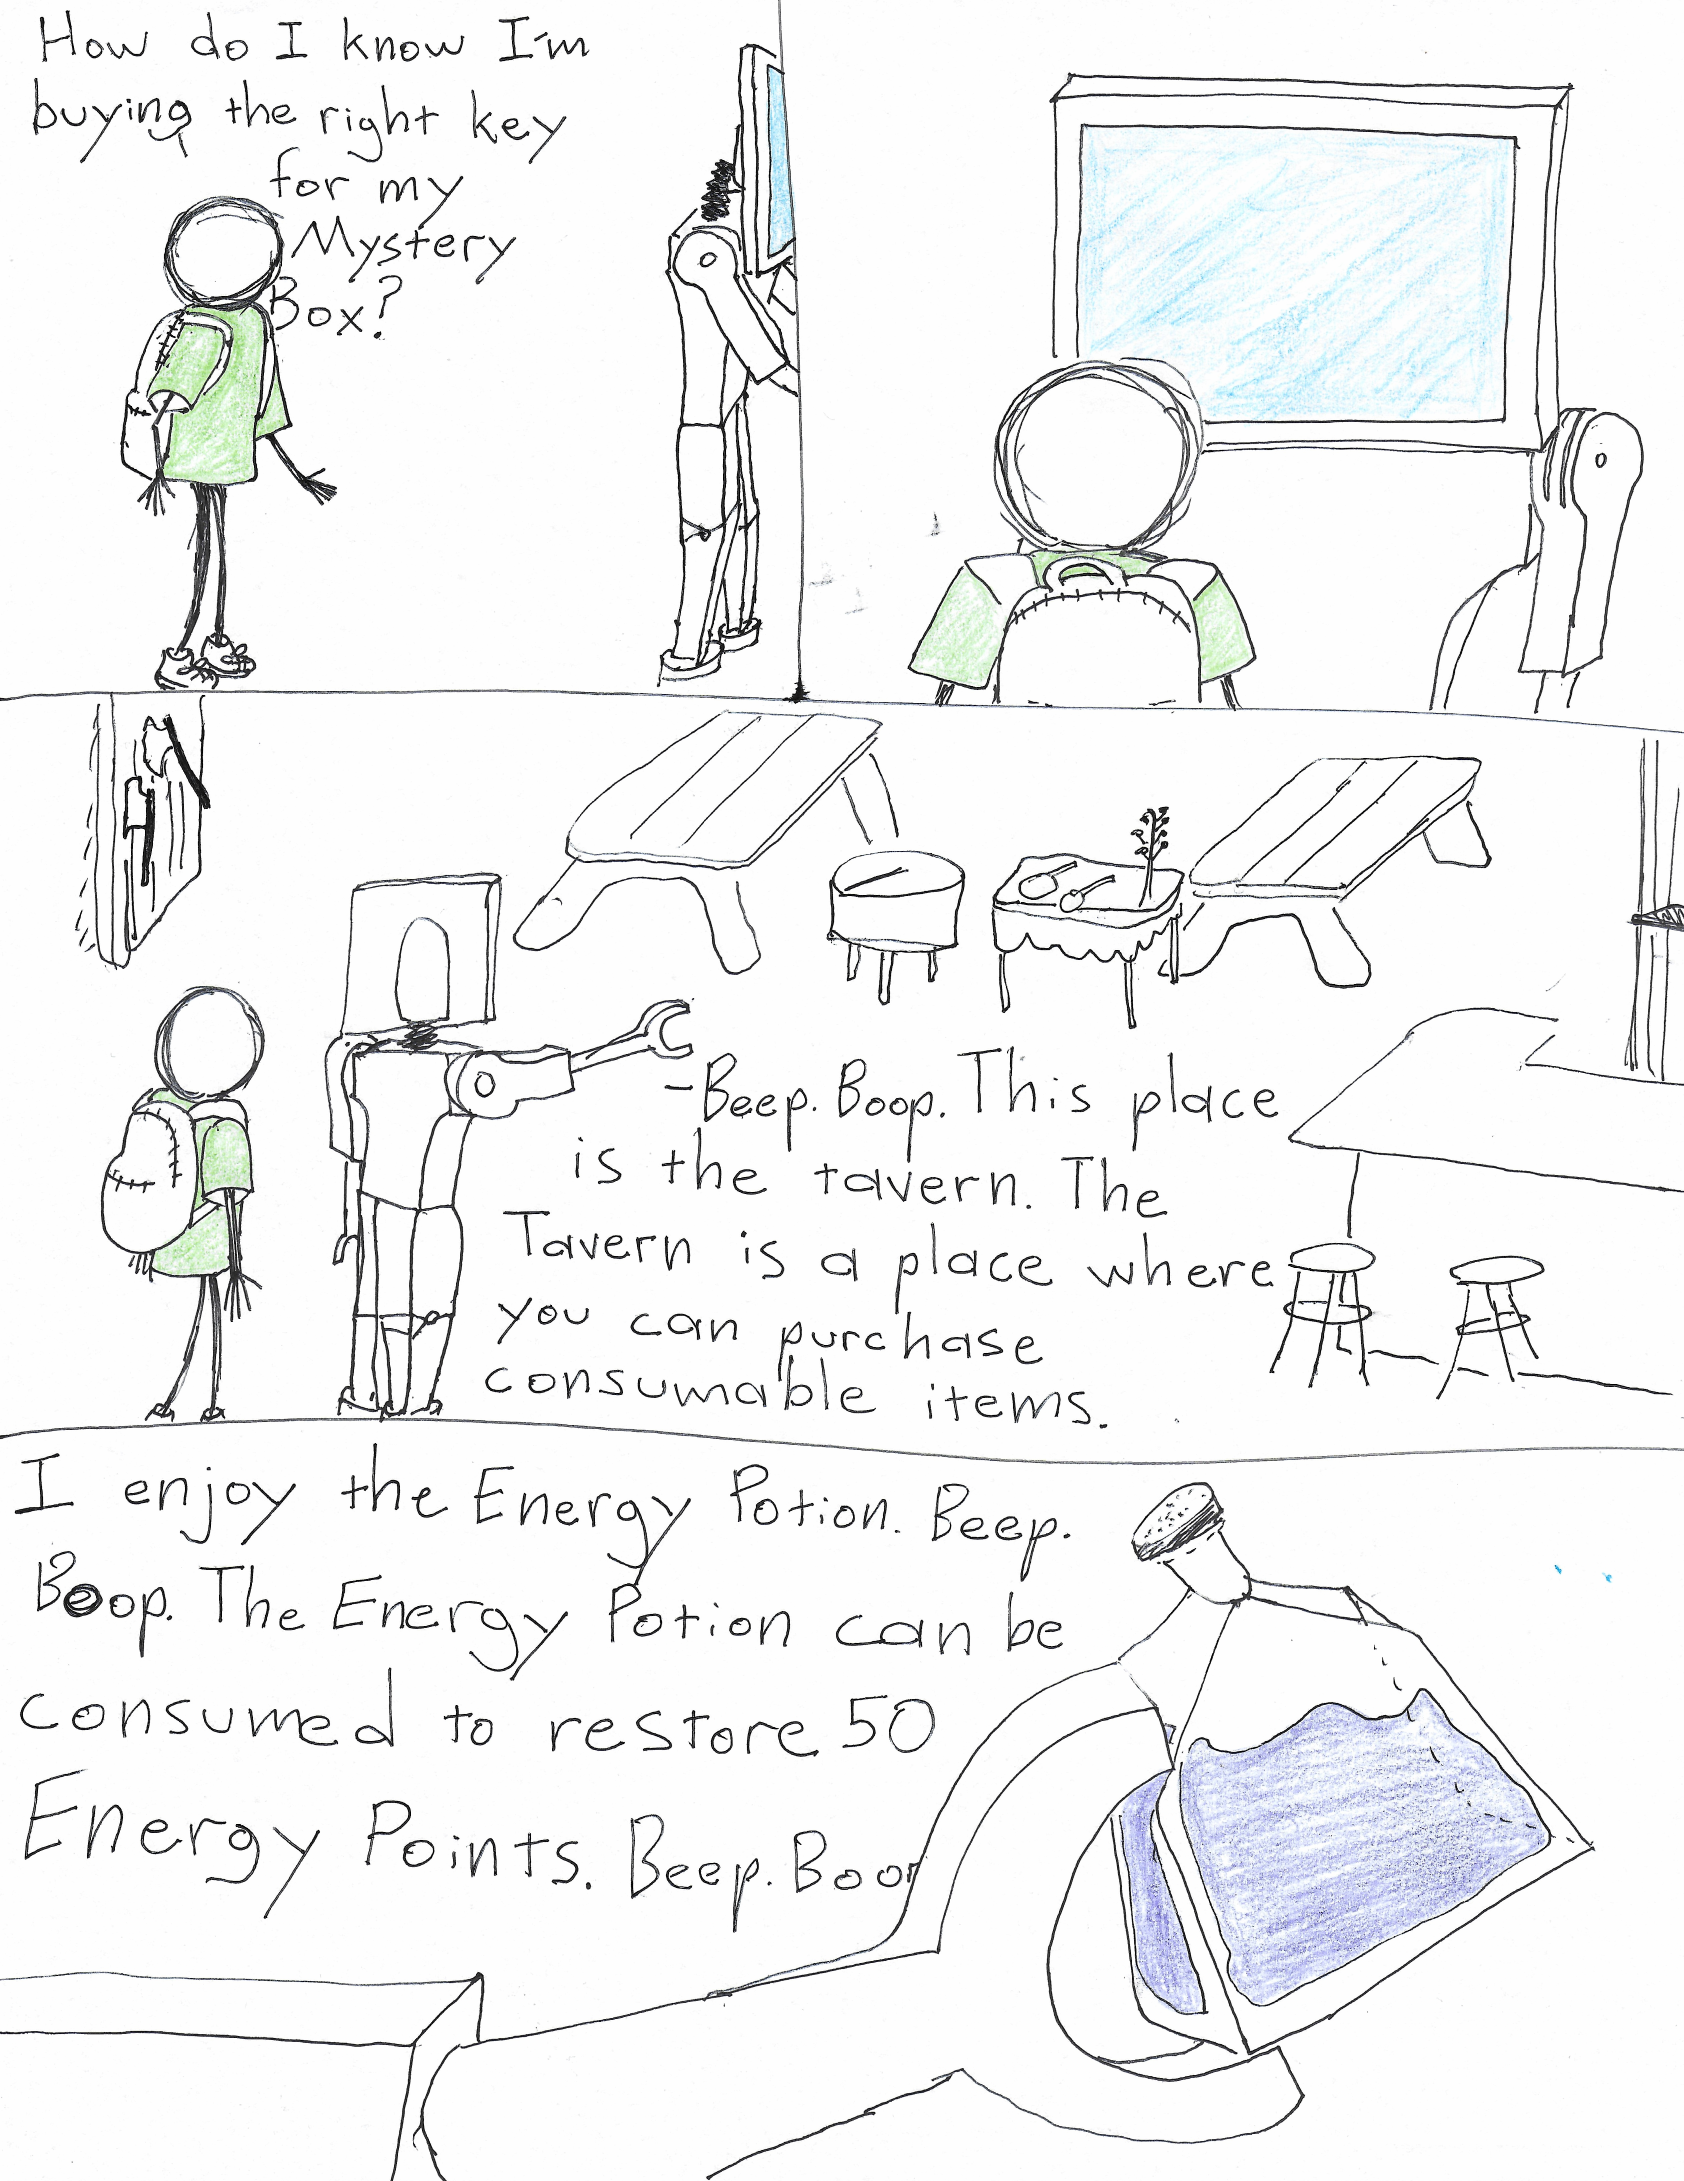 How do I know I'm
buying the right key
for my
Mystery
Box?
-Beep. Boop. This place
is the tavern. The
Tavern is a place where
you can purchase
consumable items.
I enjoy the Energy Potion. Beep.
Boop. The Energy Potion can be
consumed to restore 50
Energy Points. Beep. Boop